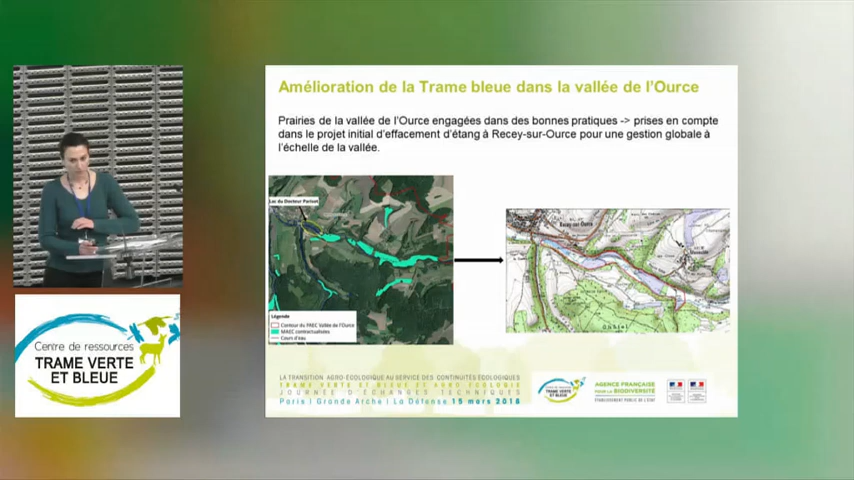 Amélioration de la Trame bleue dans la vallée de l'Ource
Prairies de la vallée de l'Ource engagées dans des bonnes pratiques -> prises en compte
dans le projet initial d'effacement d'étang à Recey-sur-Ource pour une gestion globale à
l'échelle de la vallée.
Lac du Docteur Parisot
Légende
Contour du PAEC Vallée de l'Ource
MAEC contractualisées
Cours d'eau
Centre de ressources
TRAME VERTE
ET BLEUE
LA TRANSITION AGRO-ÉCOLOGIQUE AU SERVICE DES CONTINUITÉS ÉCOLOGIQUES
TRAME VERTE ET BLEUE ET AGRO ÉCOLOGIE
JOURNÉE D'ÉCHANGES TECHNIQUES
Paris | Grande Arche | La Défense 15 mars 2018
TRAME VERTE
ET BLEUE
AGENCE FRANÇAISE
POUR LA BIODIVERSITÉ
ÉTABLISSEMENT PUBLIC DE L'ÉTAT